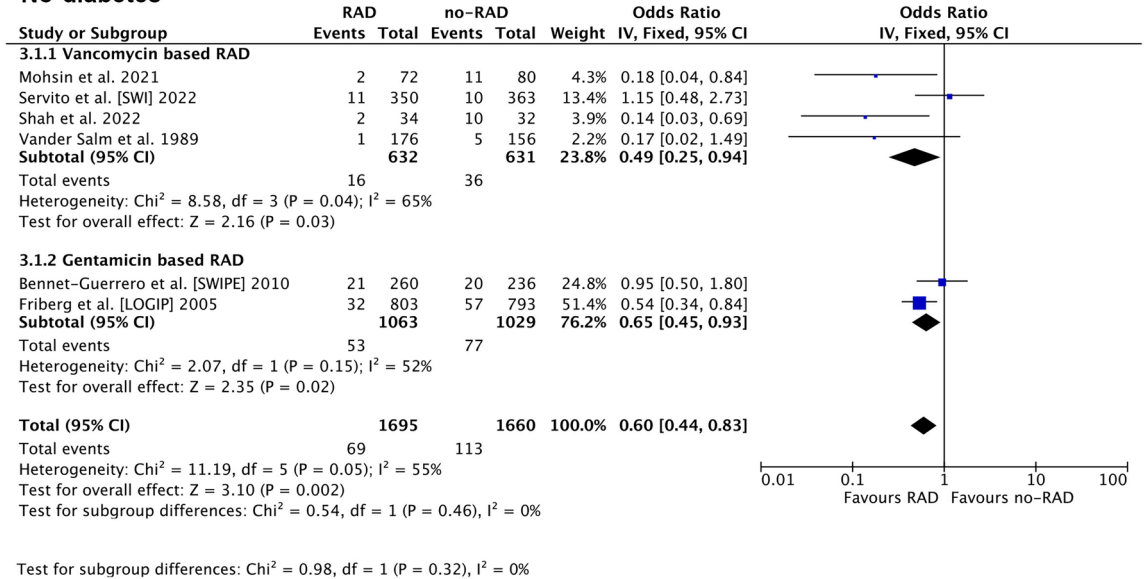 No diabetes
RAD no-RAD Odds Ratio Odds Ratio
Study or Subgroup Events Total Events Total Weight IV, Fixed, 95% CI IV, Fixed, 95% CI
3.1.1 Vancomycin based RAD
Mohsin et al. 2021 2 72 11 80 4.3% 0.18 [0.04, 0.84]
Servito et al. [SWI] 2022 11 350 10 363 13.4% 1.15 [0.48, 2.73]
Shah et al. 2022 2 34 10 32 3.9% 0.14 [0.03, 0.69]
Vander Salm et al. 1989 1 176 5 156 2.2% 0.17 [0.02, 1.49]
Subtotal (95% CI) 632 631 23.8% 0.49 [0.25, 0.94]
Total events 16 36
Heterogeneity: Chi² = 8.58, df = 3 (P = 0.04); I² = 65%
Test for overall effect: Z = 2.16 (P = 0.03)
3.1.2 Gentamicin based RAD
Bennet-Guerrero et al. [SWIPE] 2010 21 260 20 236 24.8% 0.95 [0.50, 1.80]
Friberg et al. [LOGIP] 2005 32 803 57 793 51.4% 0.54 [0.34, 0.84]
Subtotal (95% CI) 1063 1029 76.2% 0.65 [0.45, 0.93]
Total events 53 77
Heterogeneity: Chi² = 2.07, df = 1 (P = 0.15); I² = 52%
Test for overall effect: Z = 2.35 (P = 0.02)
Total (95% CI) 1695 1660 100.0% 0.60 [0.44, 0.83]
Total events 69 113
Heterogeneity: Chi² = 11.19, df = 5 (P = 0.05); I² = 55%
Test for overall effect: Z = 3.10 (P = 0.002)
Test for subgroup differences: Chi² = 0.54, df = 1 (P = 0.46), I² = 0%
0.01 0.1 1 10 100
Favours RAD Favours no-RAD
Test for subgroup differences: Chi² = 0.98, df = 1 (P = 0.32), I² = 0%